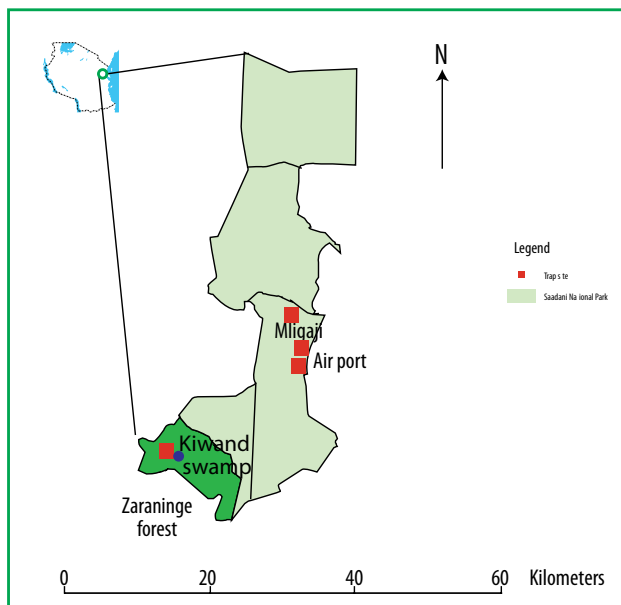 N
Legend
Trap s te
Saadani Na ional Park
Mligaji
Air port
Kiwand
swamp
Zaraninge
forest
0 20 40 60 Kilometers